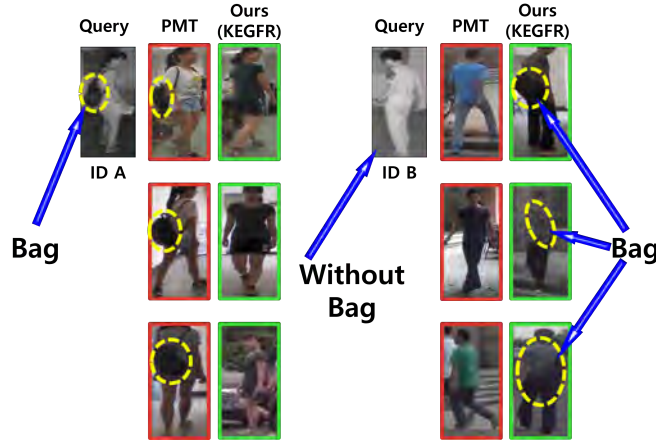 Query PMT Ours
(KEGFR)
Query PMT Ours
(KEGFR)
ID A
ID B
Bag
Without
Bag
Bag